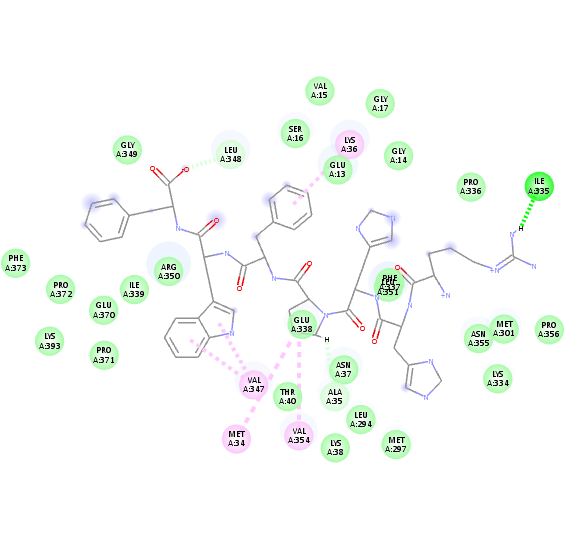 VAL
A:15
GLY
A:17
SER
A:16
LYS
A:36
GLY
A:349
LEU
A:348
GLY
A:14
GLU
A:13
PRO
A:336
ILE
A:335
O
O
H
N
N
O
N
N
N
PHE
A:373
ARG
A:350
O
N
PRO
A:372
ILE
A:339
O
N
O
PHE
A:337
A:351
N
N
GLU
A:370
GLU
A:338
N
O
N
MET
A:301
PRO
A:356
LYS
A:393
N
H
O
ASN
A:355
PRO
A:371
ASN
A:37
N
LYS
A:334
VAL
A:347
THR
A:40
ALA
A:35
N
LEU
A:294
MET
A:34
VAL
A:354
LYS
A:38
MET
A:297